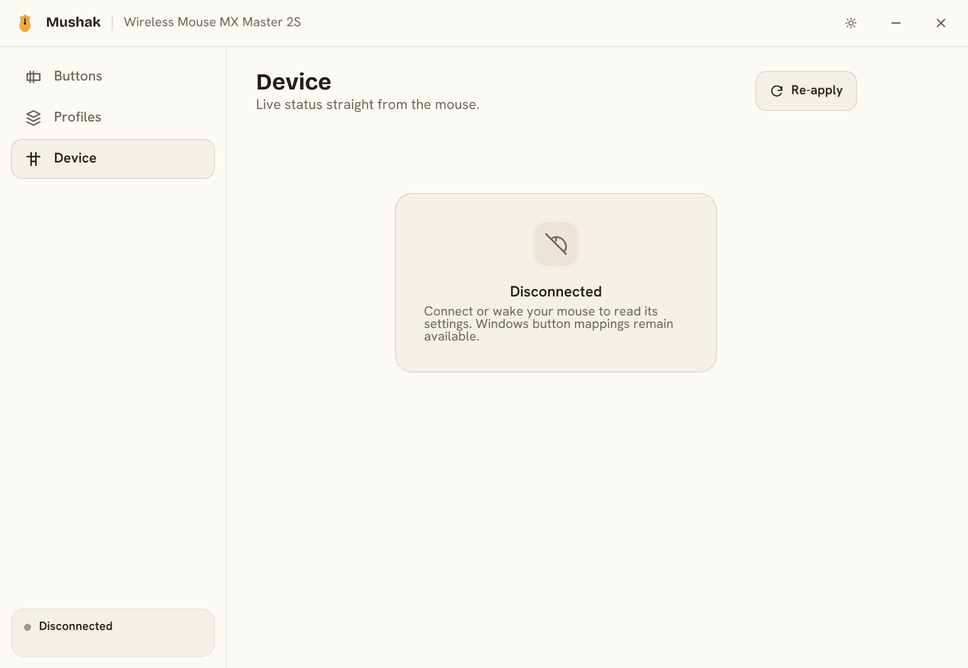 Mushak
Wireless Mouse MX Master 2S
Buttons
Profiles
Device
Device
Live status straight from the mouse.
Re-apply
Disconnected
Connect or wake your mouse to read its
settings. Windows button mappings remain
available.
Disconnected